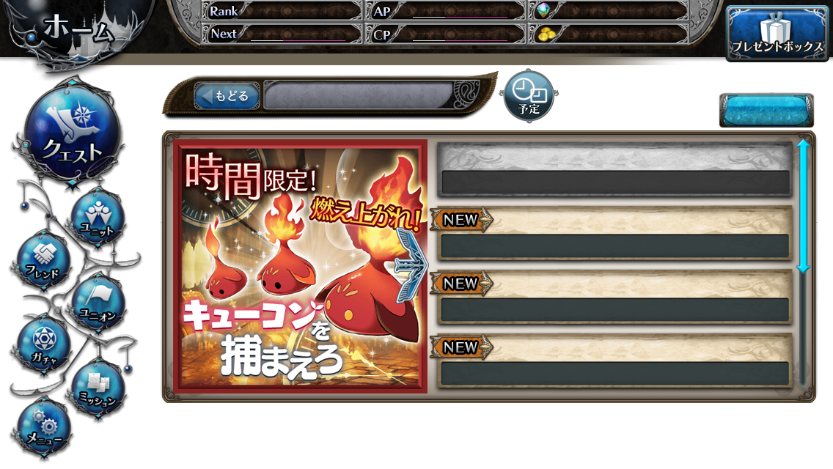 ホーム
Rank
AP
Next
CP
プレゼントボックス
もどる
予定
クエスト
ユニット
フレンド
ユニオン
ガチャ
ミッション
メニュー
時間限定!
燃え上がれ!
キューコンを
捕まえろ
NEW
NEW
NEW